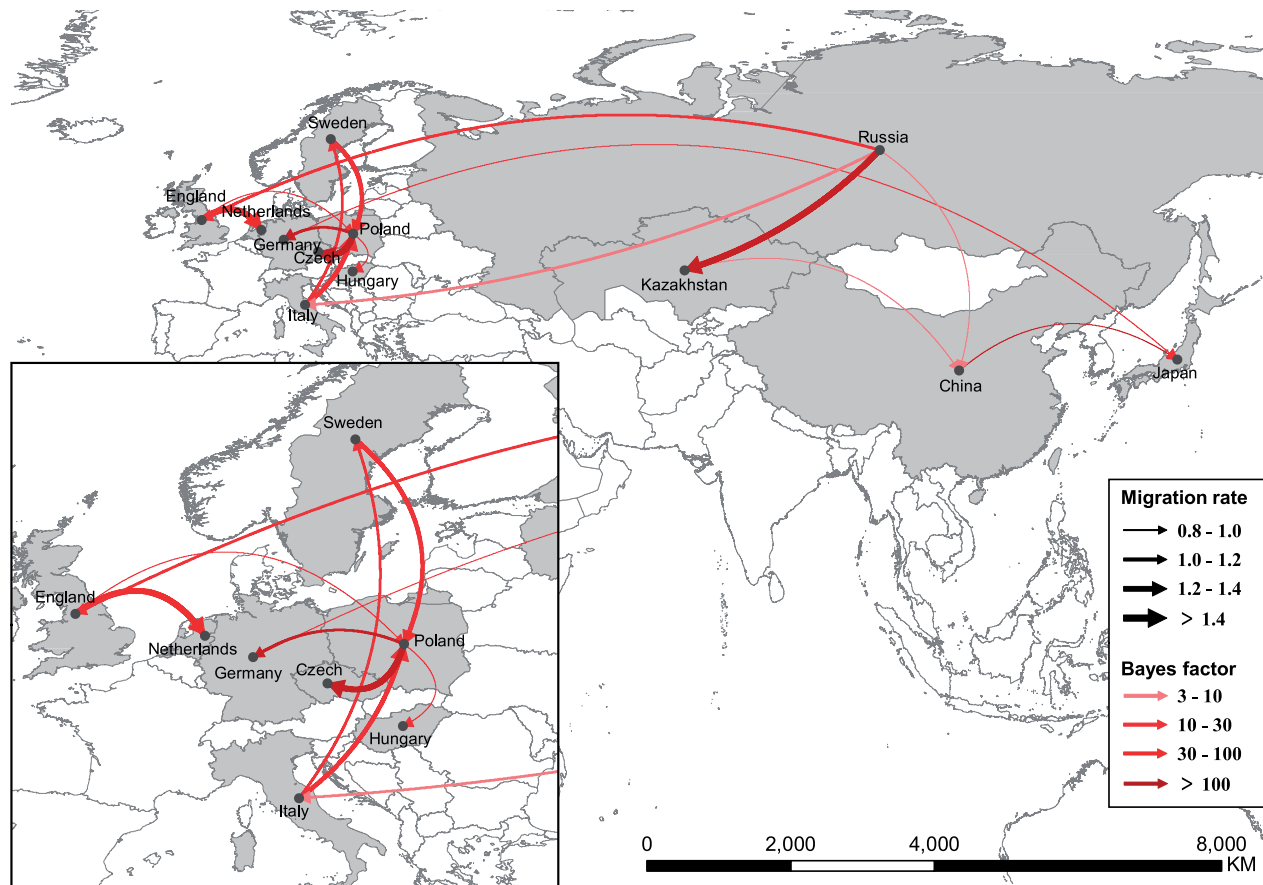 Sweden
Russia
England
Netherlands
Poland
Germany
Czech
Hungary
Kazakhstan
Italy
China
Japan
Sweden
England
Netherlands
Poland
Germany
Czech
Hungary
Italy
Migration rate
0.8 - 1.0
1.0 - 1.2
1.2 - 1.4
> 1.4
Bayes factor
3 - 10
10 - 30
30 - 100
> 100
0 2,000 4,000 8,000
KM